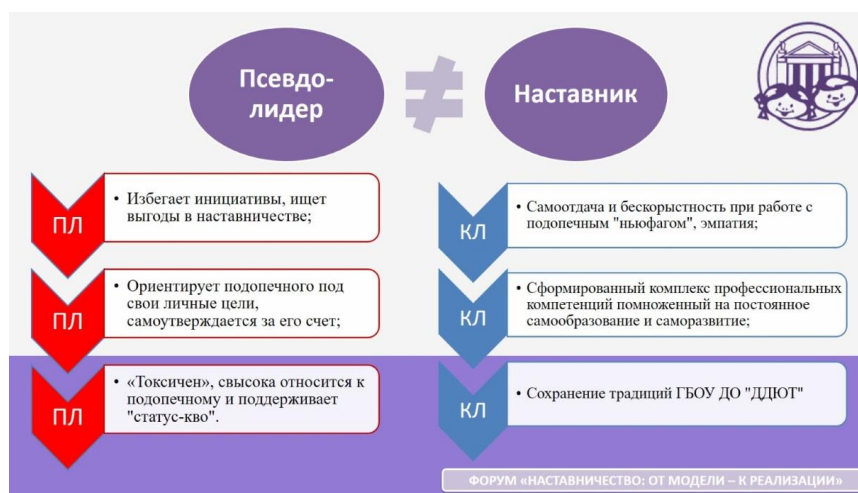 Псевдо-
лидер
≠
Наставник
ПЛ
• Избегает инициативы, ищет
выгоды в наставничестве;
ПЛ
• Ориентирует подопечного под
свои личные цели,
самоутверждается за его счет;
ПЛ
• «Токсичен», свысока относится к
подопечному и поддерживает
"статус-кво".
КЛ
• Самоотдача и бескорыстность при работе с
подопечным "ньюфагом", эмпатия;
КЛ
• Сформированный комплекс профессиональных
компетенций помноженный на постоянное
самообразование и саморазвитие;
КЛ
• Сохранение традиций ГБОУ ДО "ДДЮТ"
ФОРУМ «НАСТАВНИЧЕСТВО: ОТ МОДЕЛИ – К РЕАЛИЗАЦИИ»